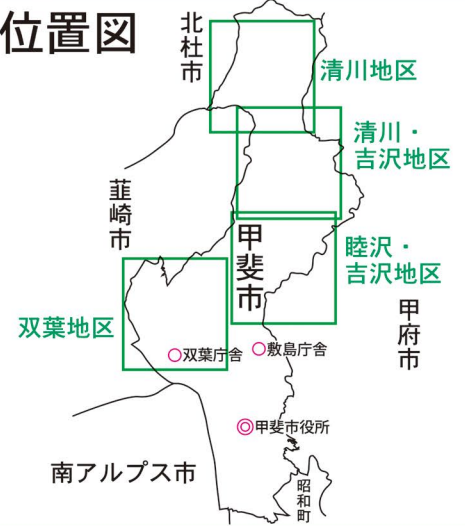 位置図
北杜市
清川地区
清川・
吉沢地区
韮崎市
甲斐市
睦沢・
吉沢地区
甲府市
双葉地区
双葉庁舎
敷島庁舎
甲斐市役所
南アルプス市
昭和町